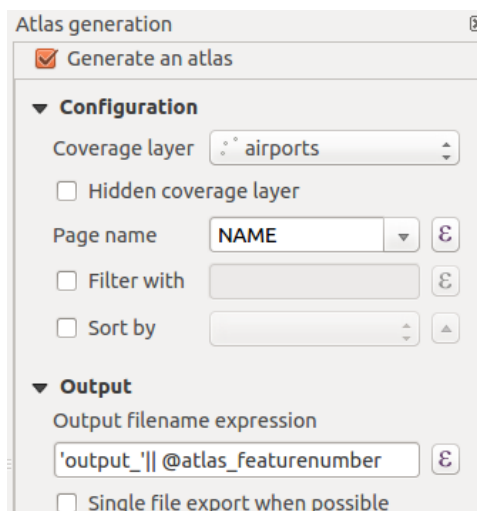 Atlas generation
Generate an atlas
Configuration
Coverage layer airports
Hidden coverage layer
Page name NAME ε
Filter with ε
Sort by
Output
Output filename expression
'output_'|| @atlas_featurenumber ε
Single file export when possible